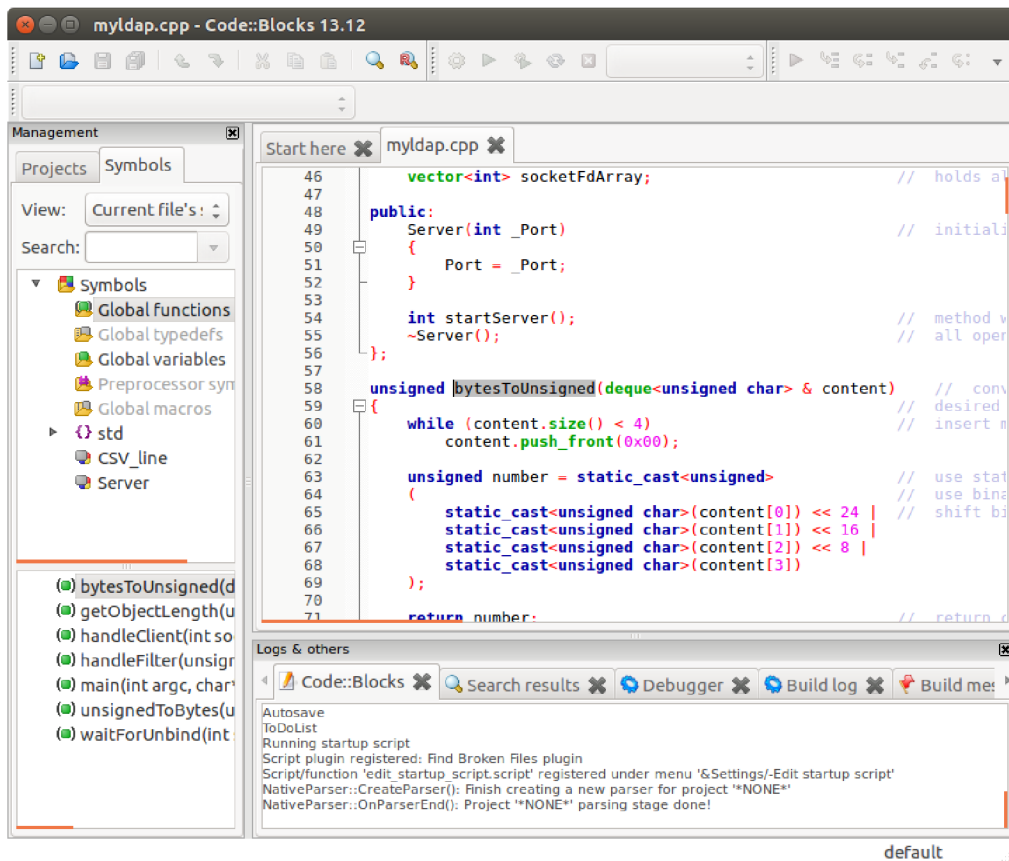 myldap.cpp - Code::Blocks 13.12
Management
Projects Symbols
View: Current file's
Search:
Symbols
Global functions
Global typedefs
Global variables
Preprocessor sym
Global macros
{} std
CSV_line
Server
bytesToUnsigned(d
getObjectLength(u
handleClient(int so
handleFilter(unsigr
main(int argc, char
unsignedToBytes(u
waitForUnbind(int
Start here myldap.cpp
46 vector<int> socketFdArray; // holds al
47
48 public:
49 Server(int _Port) // initiali
50 {
51 Port = _Port;
52 }
53
54 int startServer(); // method w
55 ~Server(); // all oper
56 };
57
58 unsigned bytesToUnsigned(deque<unsigned char> & content) // conv
59 { // desired
60 while (content.size() < 4) // insert m
61 content.push_front(0x00);
62
63 unsigned number = static_cast<unsigned> // use stat
64 ( // use bina
65 static_cast<unsigned char>(content[0]) << 24 | // shift bi
66 static_cast<unsigned char>(content[1]) << 16 |
67 static_cast<unsigned char>(content[2]) << 8 |
68 static_cast<unsigned char>(content[3])
69 );
70
71 return number; // return
Logs & others
Code::Blocks Search results Debugger Build log Build mes
Autosave
ToDoList
Running startup script
Script plugin registered: Find Broken Files plugin
Script/function 'edit_startup_script.script' registered under menu '&Settings/-Edit startup script'
NativeParser::CreateParser(): Finish creating a new parser for project '*NONE*'
NativeParser::OnParserEnd(): Project '*NONE*' parsing stage done!
default